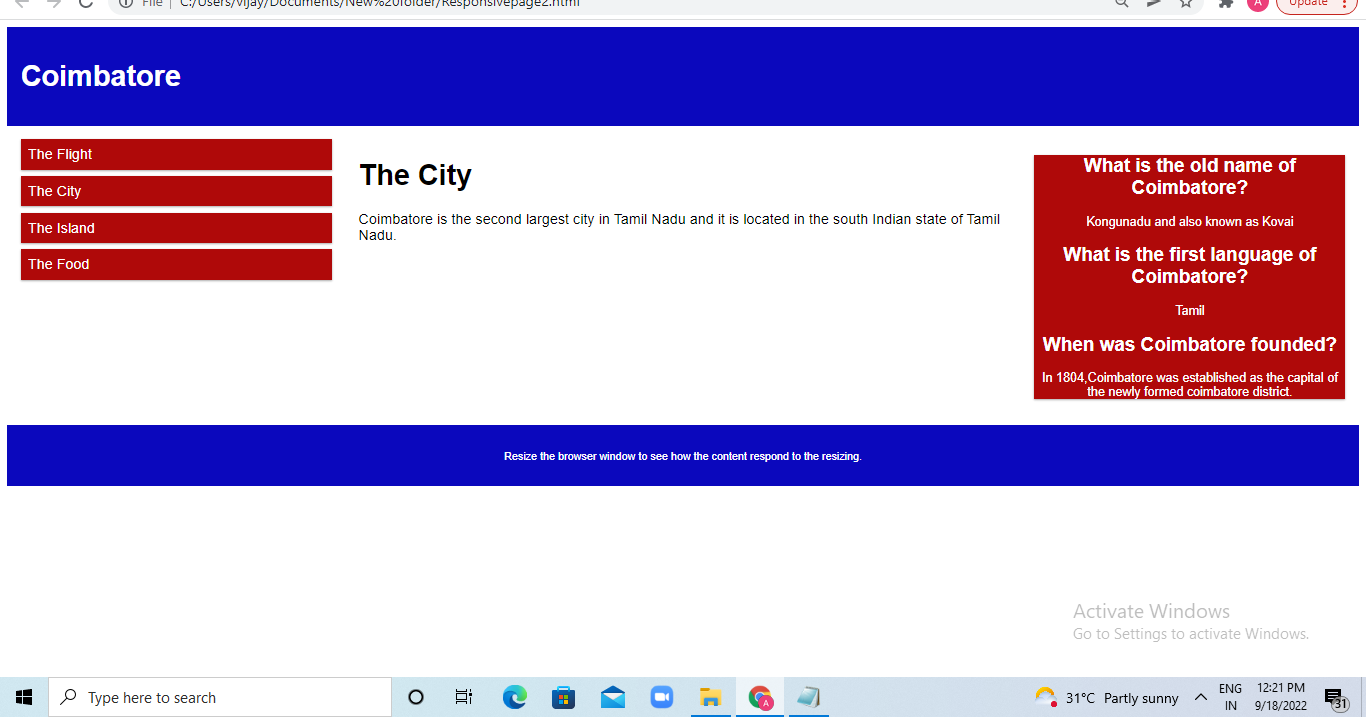 File | C:/Users/vijay/Documents/New%20folder/Responsivepage2.html
A
Update
Coimbatore
The Flight
The City
The Island
The Food
The City
Coimbatore is the second largest city in Tamil Nadu and it is located in the south Indian state of Tamil
Nadu.
What is the old name of
Coimbatore?
Kongunadu and also known as Kovai
What is the first language of
Coimbatore?
Tamil
When was Coimbatore founded?
In 1804,Coimbatore was established as the capital of
the newly formed coimbatore district.
Resize the browser window to see how the content respond to the resizing.
Activate Windows
Go to Settings to activate Windows.
Type here to search
A
31°C Partly sunny
ENG
IN
12:21 PM
9/18/2022
31